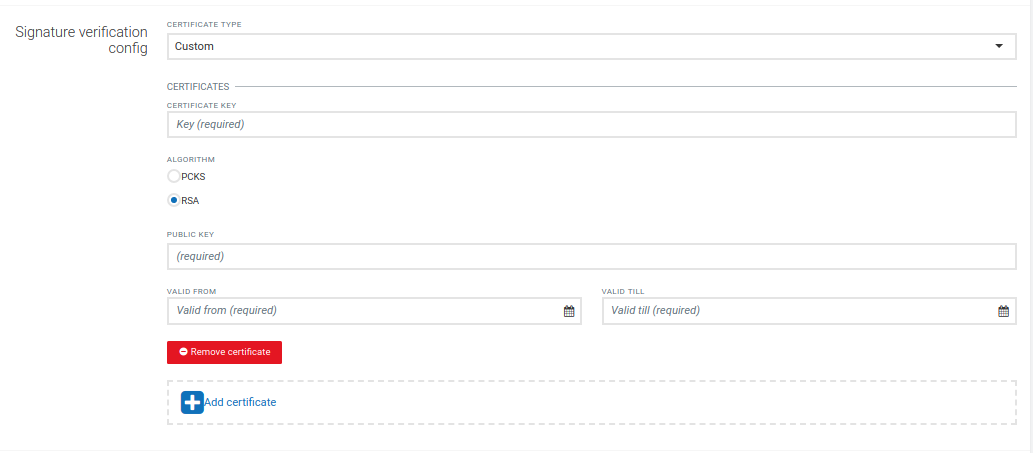 Signature verification
config
CERTIFICATE TYPE
Custom
CERTIFICATES
CERTIFICATE KEY
Key (required)
ALGORITHM
PCKS
RSA
PUBLIC KEY
(required)
VALID FROM
Valid from (required)
VALID TILL
Valid till (required)
Remove certificate
Add certificate